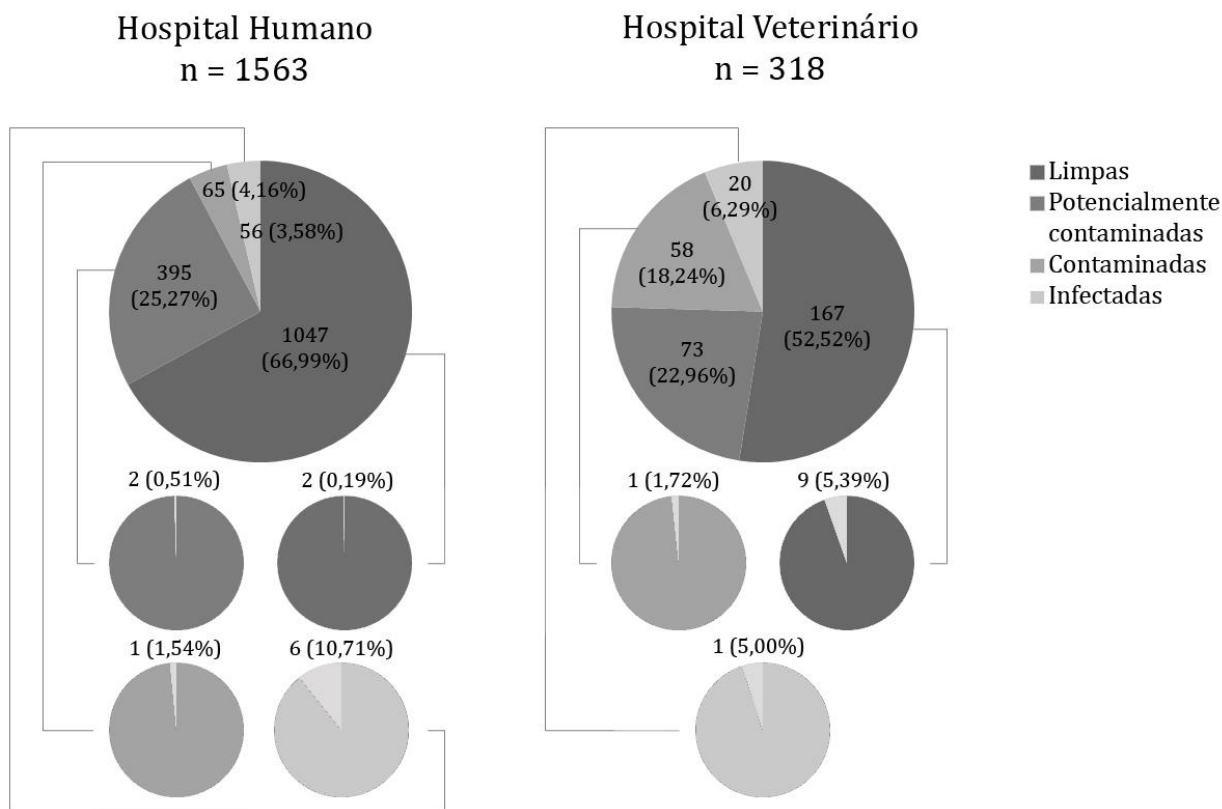 Hospital Humano
n = 1563
Hospital Veterinário
n = 318
65 (4,16%)
56 (3,58%)
395
(25,27%)
1047
(66,99%)
20
(6,29%)
58
(18,24%)
167
(52,52%)
73
(22,96%)
Limpas
Potencialmente
contaminadas
Contaminadas
Infectadas
2 (0,51%)
2 (0,19%)
1 (1,72%)
9 (5,39%)
1 (1,54%)
6 (10,71%)
1 (5,00%)